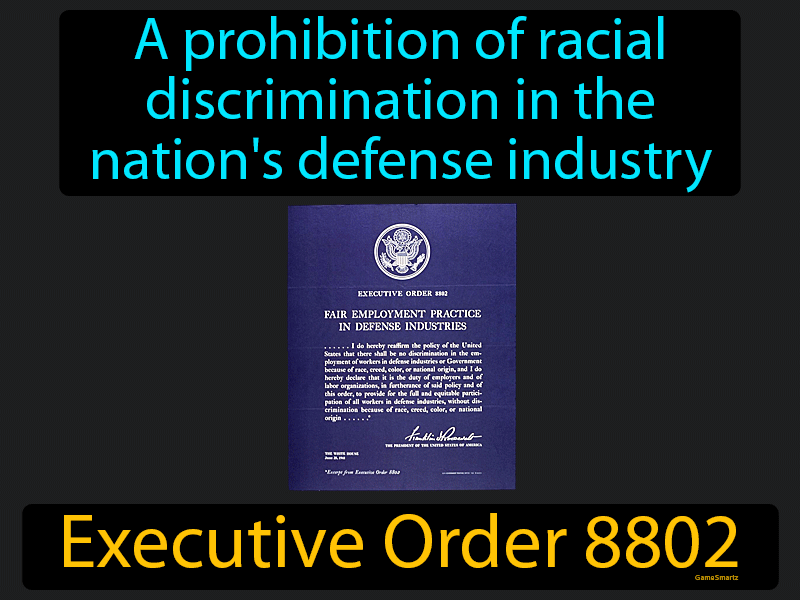 A prohibition of racial
discrimination in the
nation's defense industry
EXECUTIVE ORDER 8802
FAIR EMPLOYMENT PRACTICE
IN DEFENSE INDUSTRIES
. . . . . . I do hereby reaffirm the policy of the United
States that there shall be no discrimination in the em-
ployment of workers in defense industries or Government
because of race, creed, color, or national origin, and I do
hereby declare that it is the duty of employers and of
labor organizations, in furtherance of said policy and of
this order, to provide for the full and equitable partici-
pation of all workers in defense industries, without dis-
crimination because of race, creed, color, or national
origin . . . . . .*
Franklin D Roosevelt
THE PRESIDENT OF THE UNITED STATES OF AMERICA
THE WHITE HOUSE
June 25, 1941
*Excerpt from Executive Order 8802
Executive Order 8802
GameSmartz